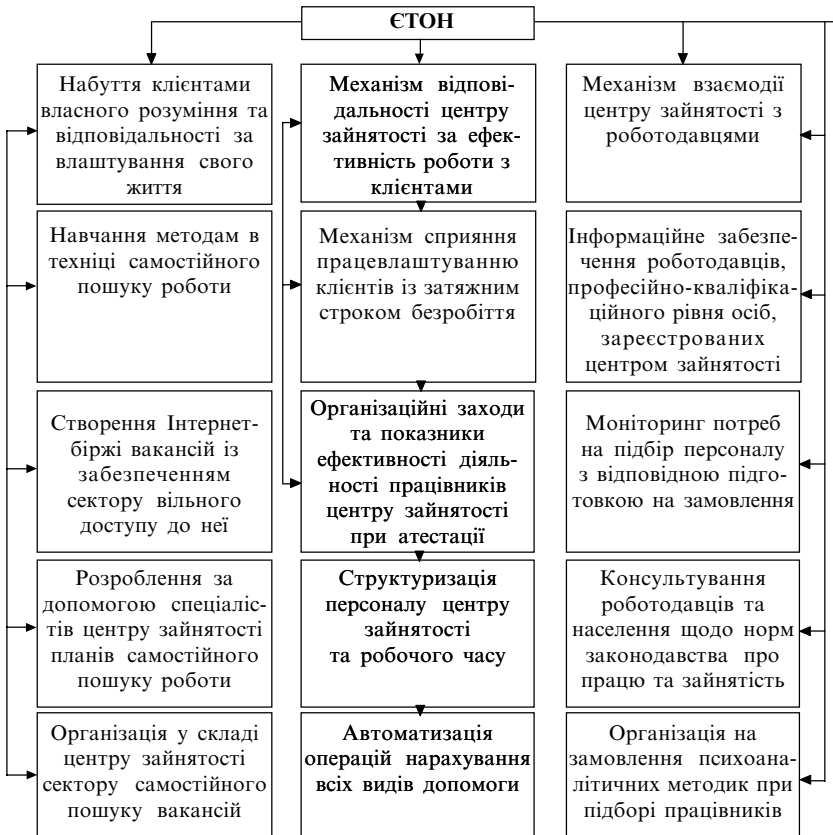 ЄТОН
Набуття клієнтами
власного розуміння та
відповідальності за
влаштування свого
життя
Навчання методам в
техніці самостійного
пошуку роботи
Створення Інтернет-
біржі вакансій із
забезпеченням
сектору вільного
доступу до неї
Розроблення за
допомогою спеціаліс-
тів центру зайнятості
планів самостійного
пошуку роботи
Організація у складі
центру зайнятості
сектору самостійного
пошуку вакансій
Механізм відпові-
дальності центру
зайнятості за ефек-
тивність роботи з
клієнтами
Механізм сприяння
працевлаштуванню
клієнтів із затяжним
строком безробіття
Організаційні заходи
та показники
ефективності діяль-
ності працівників
центру зайнятості
при атестації
Структуризація
персоналу центру
зайнятості
та робочого часу
Автоматизація
операцій нарахування
всіх видів допомоги
Механізм взаємодії
центру зайнятості з
роботодавцями
Інформаційне забезпе-
чення роботодавців,
професійно-кваліфіка-
ційного рівня осіб,
зареєстрованих
центром зайнятості
Моніторинг потреб
на підбір персоналу
з відповідною підго-
товкою на замовлення
Консультування
роботодавців та
населення щодо норм
законодавства про
працю та зайнятість
Організація на
замовлення психоана-
літичних методик при
підборі працівників